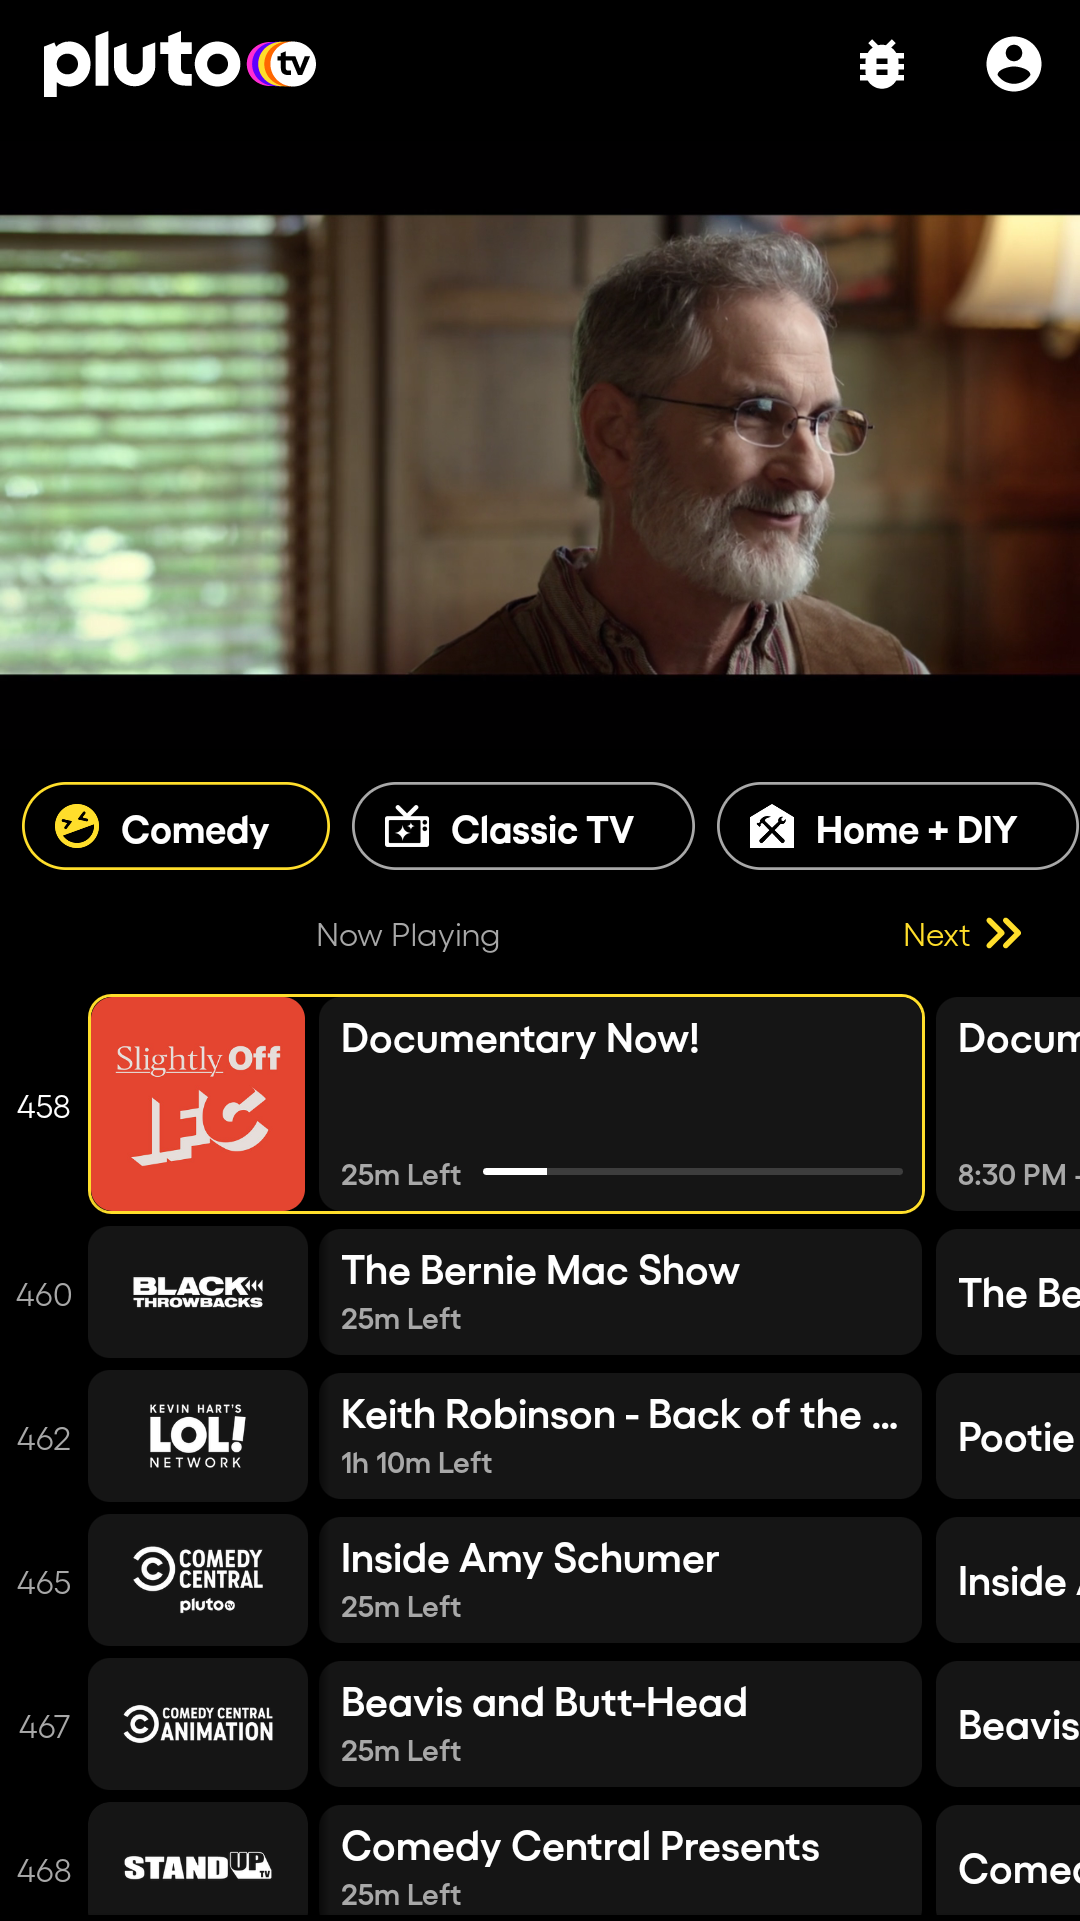 pluto tv
Comedy
Classic TV
Home + DIY
Now Playing
Next
458
Slightly Off
IFC
Documentary Now!
25m Left
Docum
8:30 PM -
460
BLACK
THROWBACKS
The Bernie Mac Show
25m Left
The Be
462
KEVIN HART'S
LOL!
NETWORK
Keith Robinson - Back of the ...
1h 10m Left
Pootie
465
COMEDY
CENTRAL
pluto tv
Inside Amy Schumer
25m Left
Inside
467
COMEDY CENTRAL
ANIMATION
Beavis and Butt-Head
25m Left
Beavis
468
STAND UP TV
Comedy Central Presents
25m Left
Comed